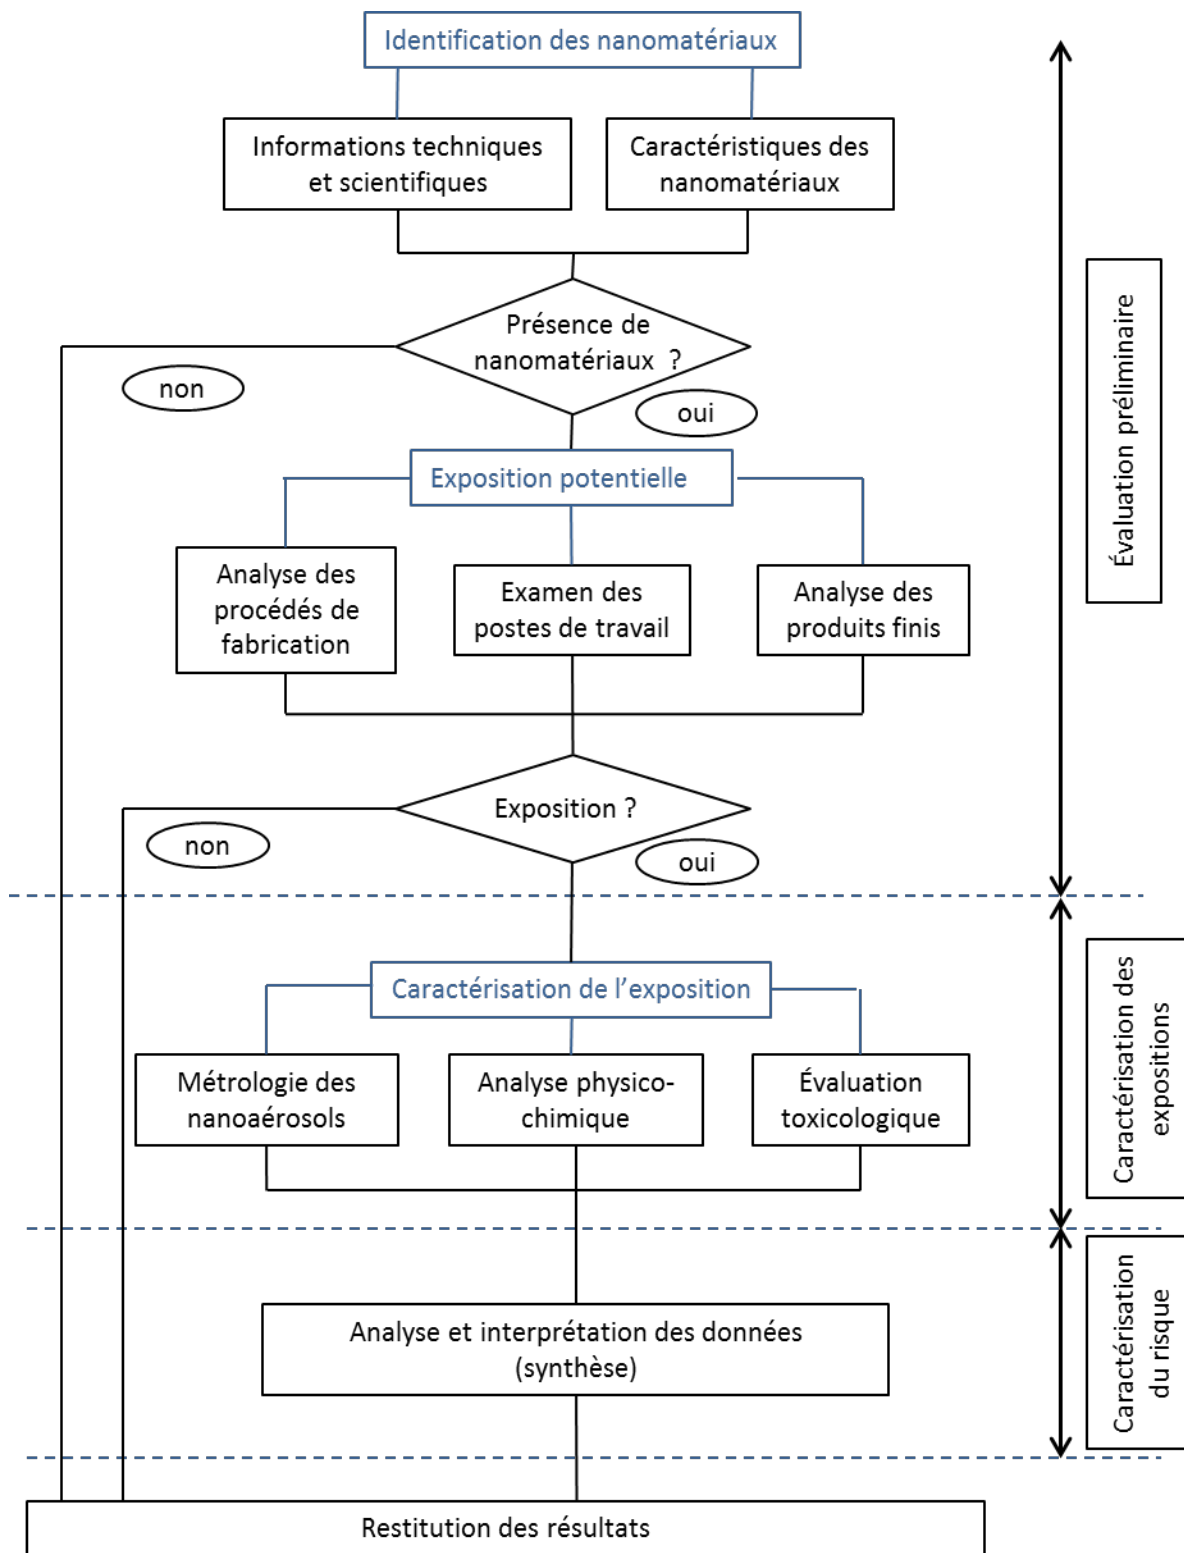 Identification des nanomatériaux
Informations techniques
et scientifiques
Caractéristiques des
nanomatériaux
Présence de
nanomatériaux ?
non
oui
Exposition potentielle
Analyse des
procédés de
fabrication
Examen des
postes de travail
Analyse des
produits finis
Évaluation préliminaire
Exposition ?
non
oui
Caractérisation de l’exposition
Métrologie des
nanoaérosols
Analyse physico-
chimique
Évaluation
toxicologique
Caractérisation des
expositions
Analyse et interprétation des données
(synthèse)
Caractérisation
du risque
Restitution des résultats